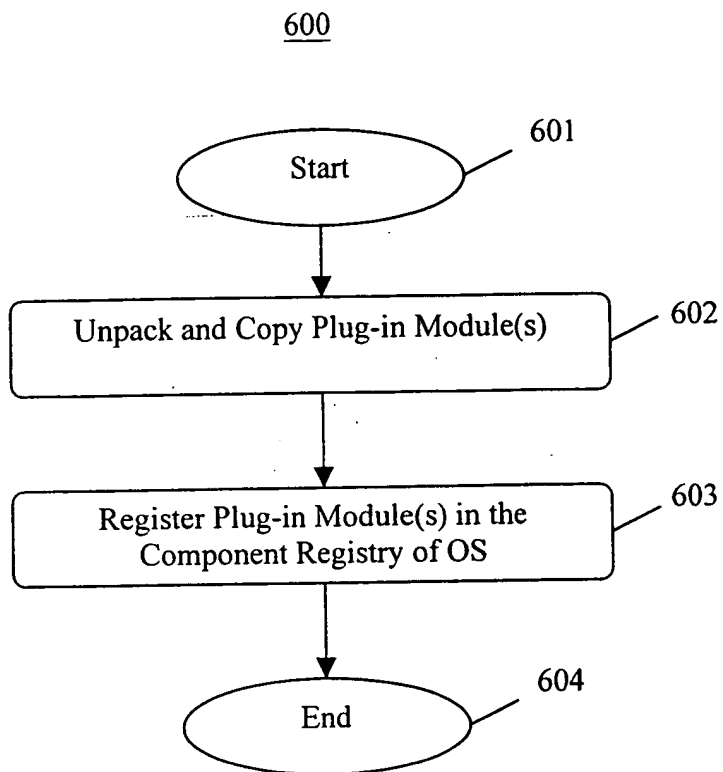 600
601
Start
602
Unpack and Copy Plug-in Module(s)
603
Register Plug-in Module(s) in the
Component Registry of OS
604
End